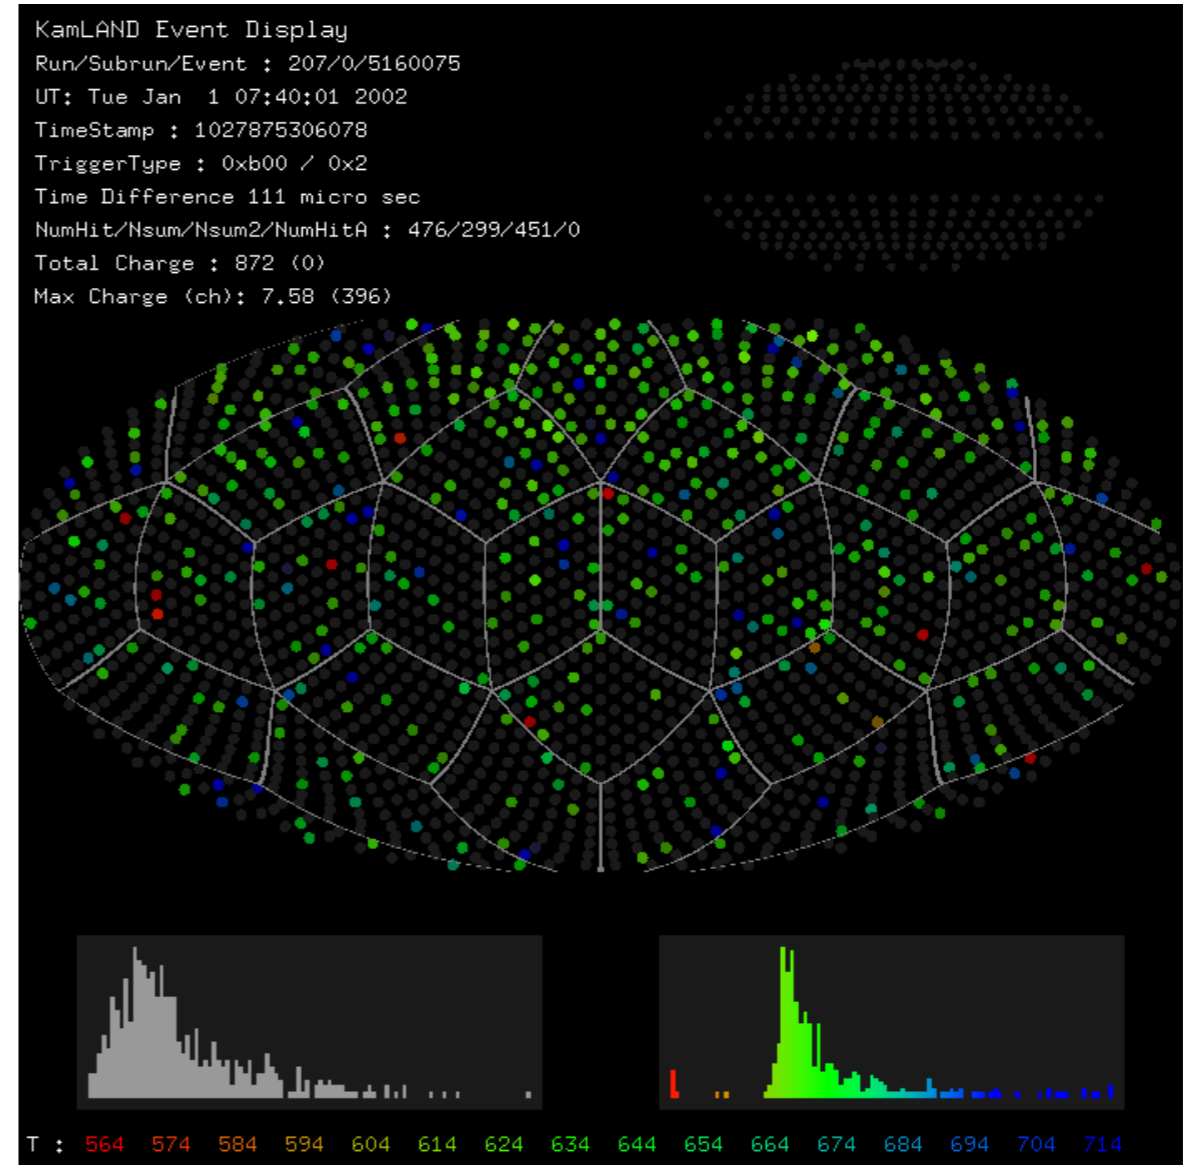 KamLAND Event Display
Run/Subrun/Event : 207/0/5160075
UT: Tue Jan  1 07:40:01 2002
TimeStamp : 1027875306078
TriggerType : 0xb00 / 0x2
Time Difference 111 micro sec
NumHit/Nsum/Nsum2/NumHitA : 476/299/451/0
Total Charge : 872 (0)
Max Charge (ch): 7.58 (396)
T : 564 574 584 594 604 614 624 634 644 654 664 674 684 694 704 714